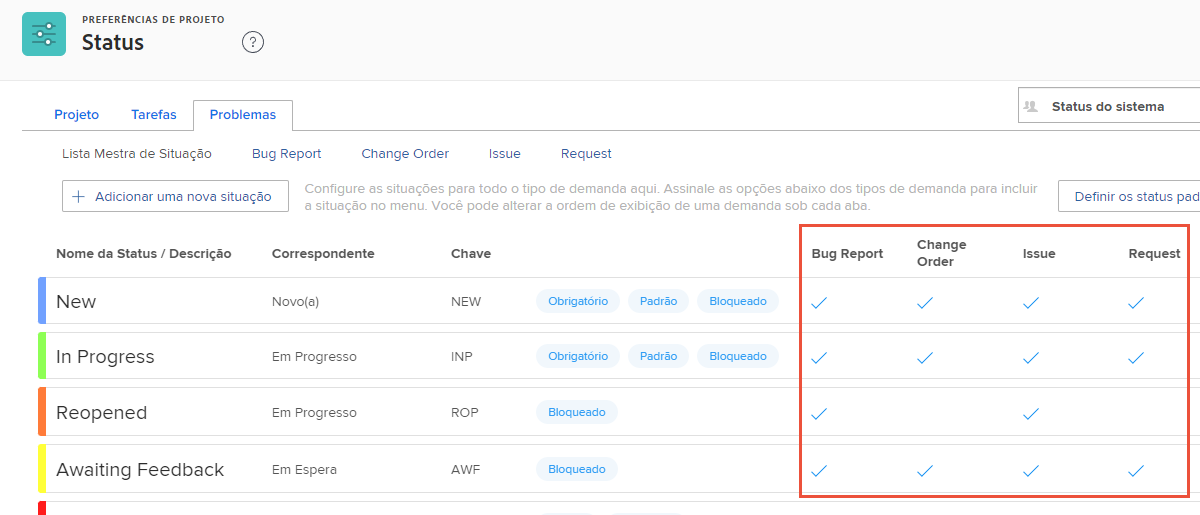 PREFERÊNCIAS DE PROJETO
Status
?
Projeto Tarefas Problemas
Status do sistema
Lista Mestra de Situação Bug Report Change Order Issue Request
+ Adicionar uma nova situação
Configure as situações para todo o tipo de demanda aqui. Assinale as opções abaixo dos tipos de demanda para incluir
a situação no menu. Você pode alterar a ordem de exibição de uma demanda sob cada aba.
Definir os status pad
Nome da Status / Descrição Correspondente Chave Bug Report Change Issue Request
Order
New Novo(a) NEW Obrigatório Padrão Bloqueado
In Progress Em Progresso INP Obrigatório Padrão Bloqueado
Reopened Em Progresso ROP Bloqueado
Awaiting Feedback Em Espera AWF Bloqueado